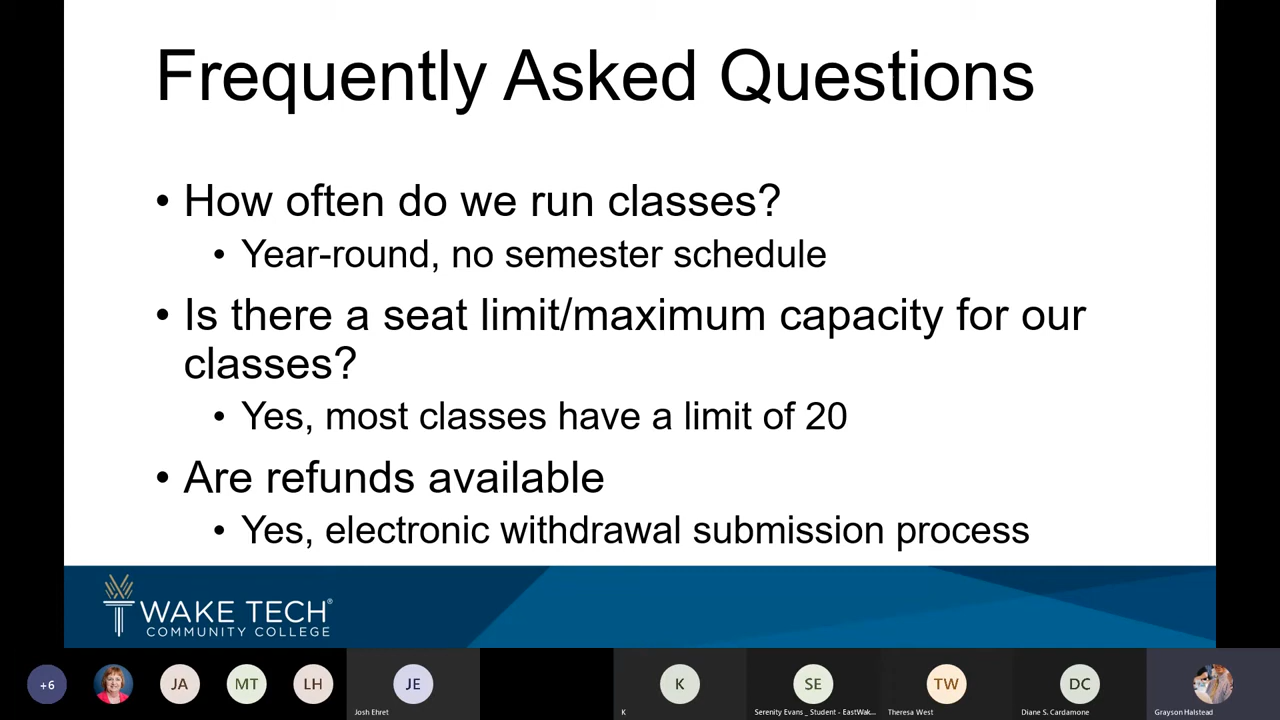 Frequently Asked Questions
• How often do we run classes?
• Year-round, no semester schedule
• Is there a seat limit/maximum capacity for our
classes?
• Yes, most classes have a limit of 20
• Are refunds available
• Yes, electronic withdrawal submission process
WAKE TECH®
COMMUNITY COLLEGE
+6
JA
MT
LH
JE
K
SE
TW
DC
Josh Ehret
K
Serenity Evans _ Student - EastWak...
Theresa West
Diane S. Cardamone
Grayson Halstead